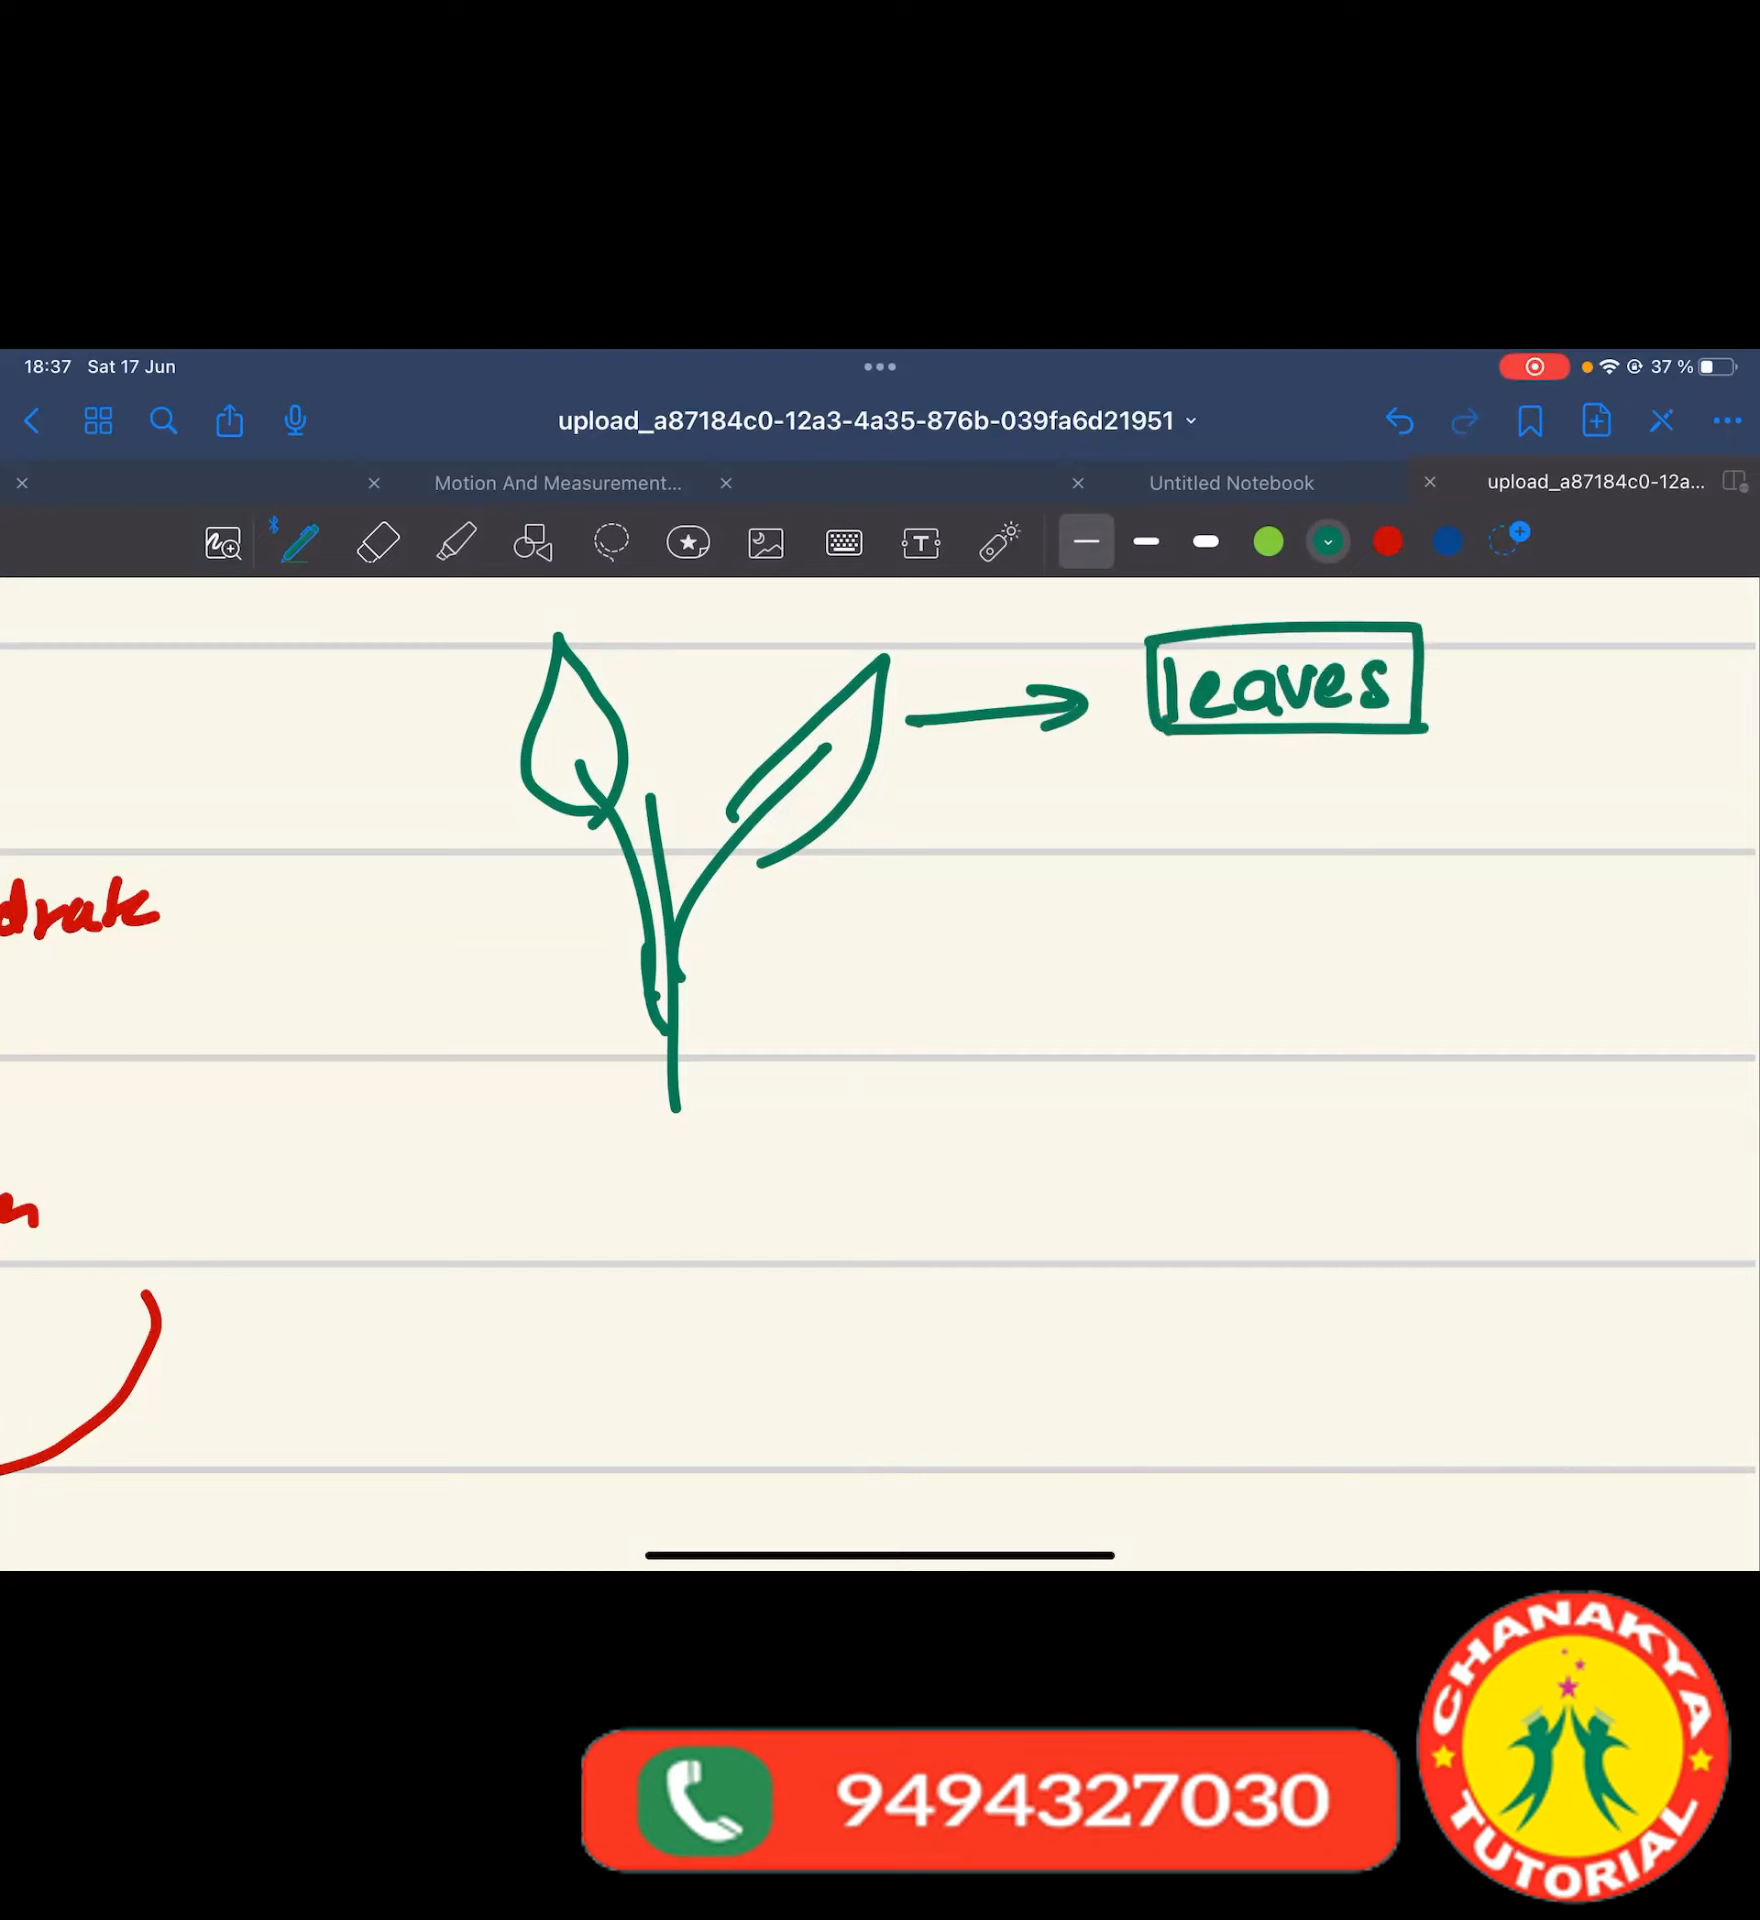 18:37 Sat 17 Jun
37 %
upload_a87184c0-12a3-4a35-876b-039fa6d21951
Motion And Measurement...
Untitled Notebook
upload_a87184c0-12a...
T
leaves
drate
CHANAKYA
TUTORIAL
9494327030